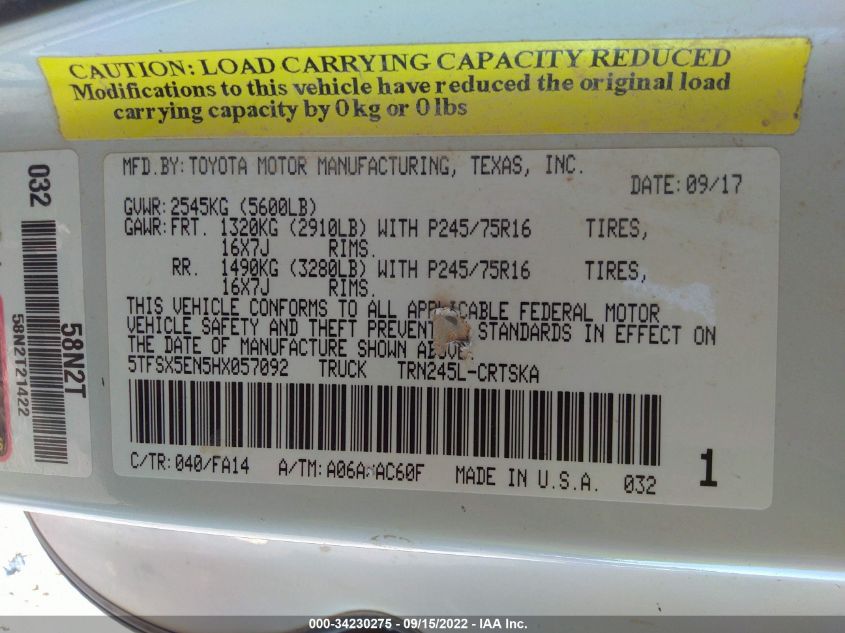 CAUTION: LOAD CARRYING CAPACITY REDUCED
Modifications to this vehicle have reduced the original load
carrying capacity by 0 kg or 0 lbs
MFD.BY: TOYOTA MOTOR MANUFACTURING, TEXAS, INC.
DATE: 09/17
GVWR: 2545KG (5600LB)
GAWR: FRT. 1320KG (2910LB) WITH P245/75R16 TIRES,
16X7J RIMS.
RR. 1490KG (3280LB) WITH P245/75R16 TIRES,
16X7J RIMS.
THIS VEHICLE CONFORMS TO ALL APPLICABLE FEDERAL MOTOR
VEHICLE SAFETY AND THEFT PREVENT STANDARDS IN EFFECT ON
THE DATE OF MANUFACTURE SHOWN ABOVE.
5TFSX5EN5HX057092 TRUCK TRN245L-CRTSKA
C/TR: 040/FA14 A/TM: A06A/AC60F MADE IN U.S.A. 032 1
032
58N2T
58N2T21422
000-34230275 - 09/15/2022 - IAA Inc.